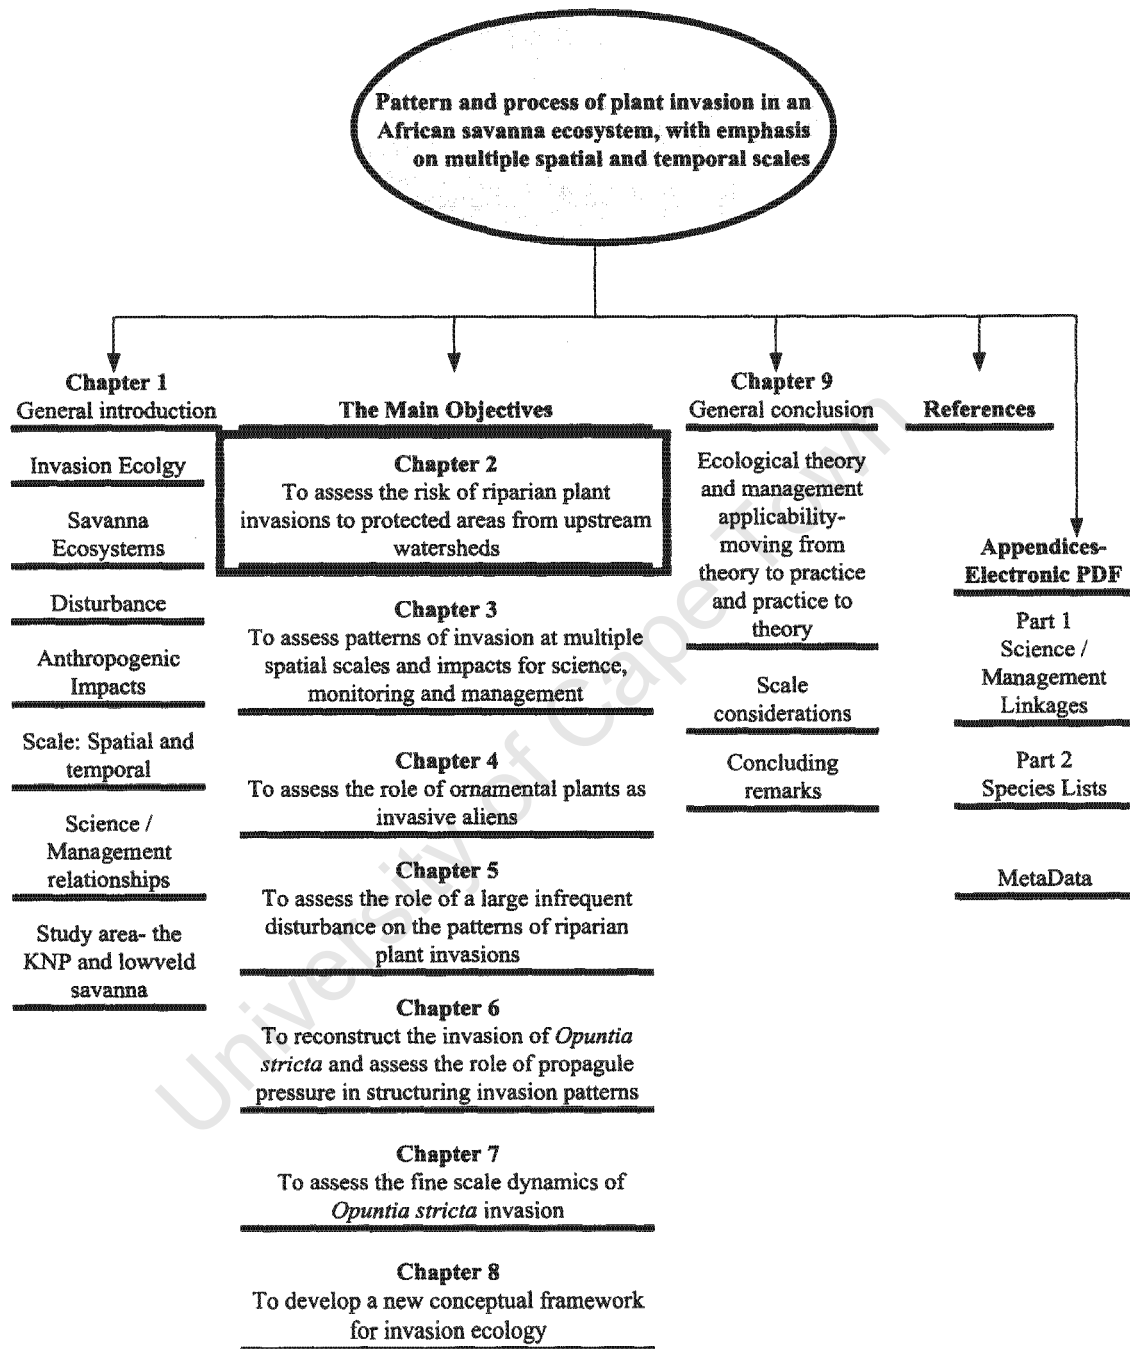 Pattern and process of plant invasion in an
African savanna ecosystem, with emphasis
on multiple spatial and temporal scales
Chapter 1
General introduction
Invasion Ecolgy
Savanna
Ecosystems
Disturbance
Anthropogenic
Impacts
Scale: Spatial and
temporal
Science /
Management
relationships
Study area- the
KNP and lowveld
savanna
The Main Objectives
Chapter 2
To assess the risk of riparian plant
invasions to protected areas from upstream
watersheds
Chapter 3
To assess patterns of invasion at multiple
spatial scales and impacts for science,
monitoring and management
Chapter 4
To assess the role of ornamental plants as
invasive aliens
Chapter 5
To assess the role of a large infrequent
disturbance on the patterns of riparian
plant invasions
Chapter 6
To reconstruct the invasion of Opuntia
stricta and assess the role of propagule
pressure in structuring invasion patterns
Chapter 7
To assess the fine scale dynamics of
Opuntia stricta invasion
Chapter 8
To develop a new conceptual framework
for invasion ecology
Chapter 9
General conclusion
Ecological theory
and management
applicability-
moving from
theory to practice
and practice to
theory
Scale
considerations
Concluding
remarks
References
Appendices-
Electronic PDF
Part 1
Science /
Management
Linkages
Part 2
Species Lists
MetaData
University of Cape Town